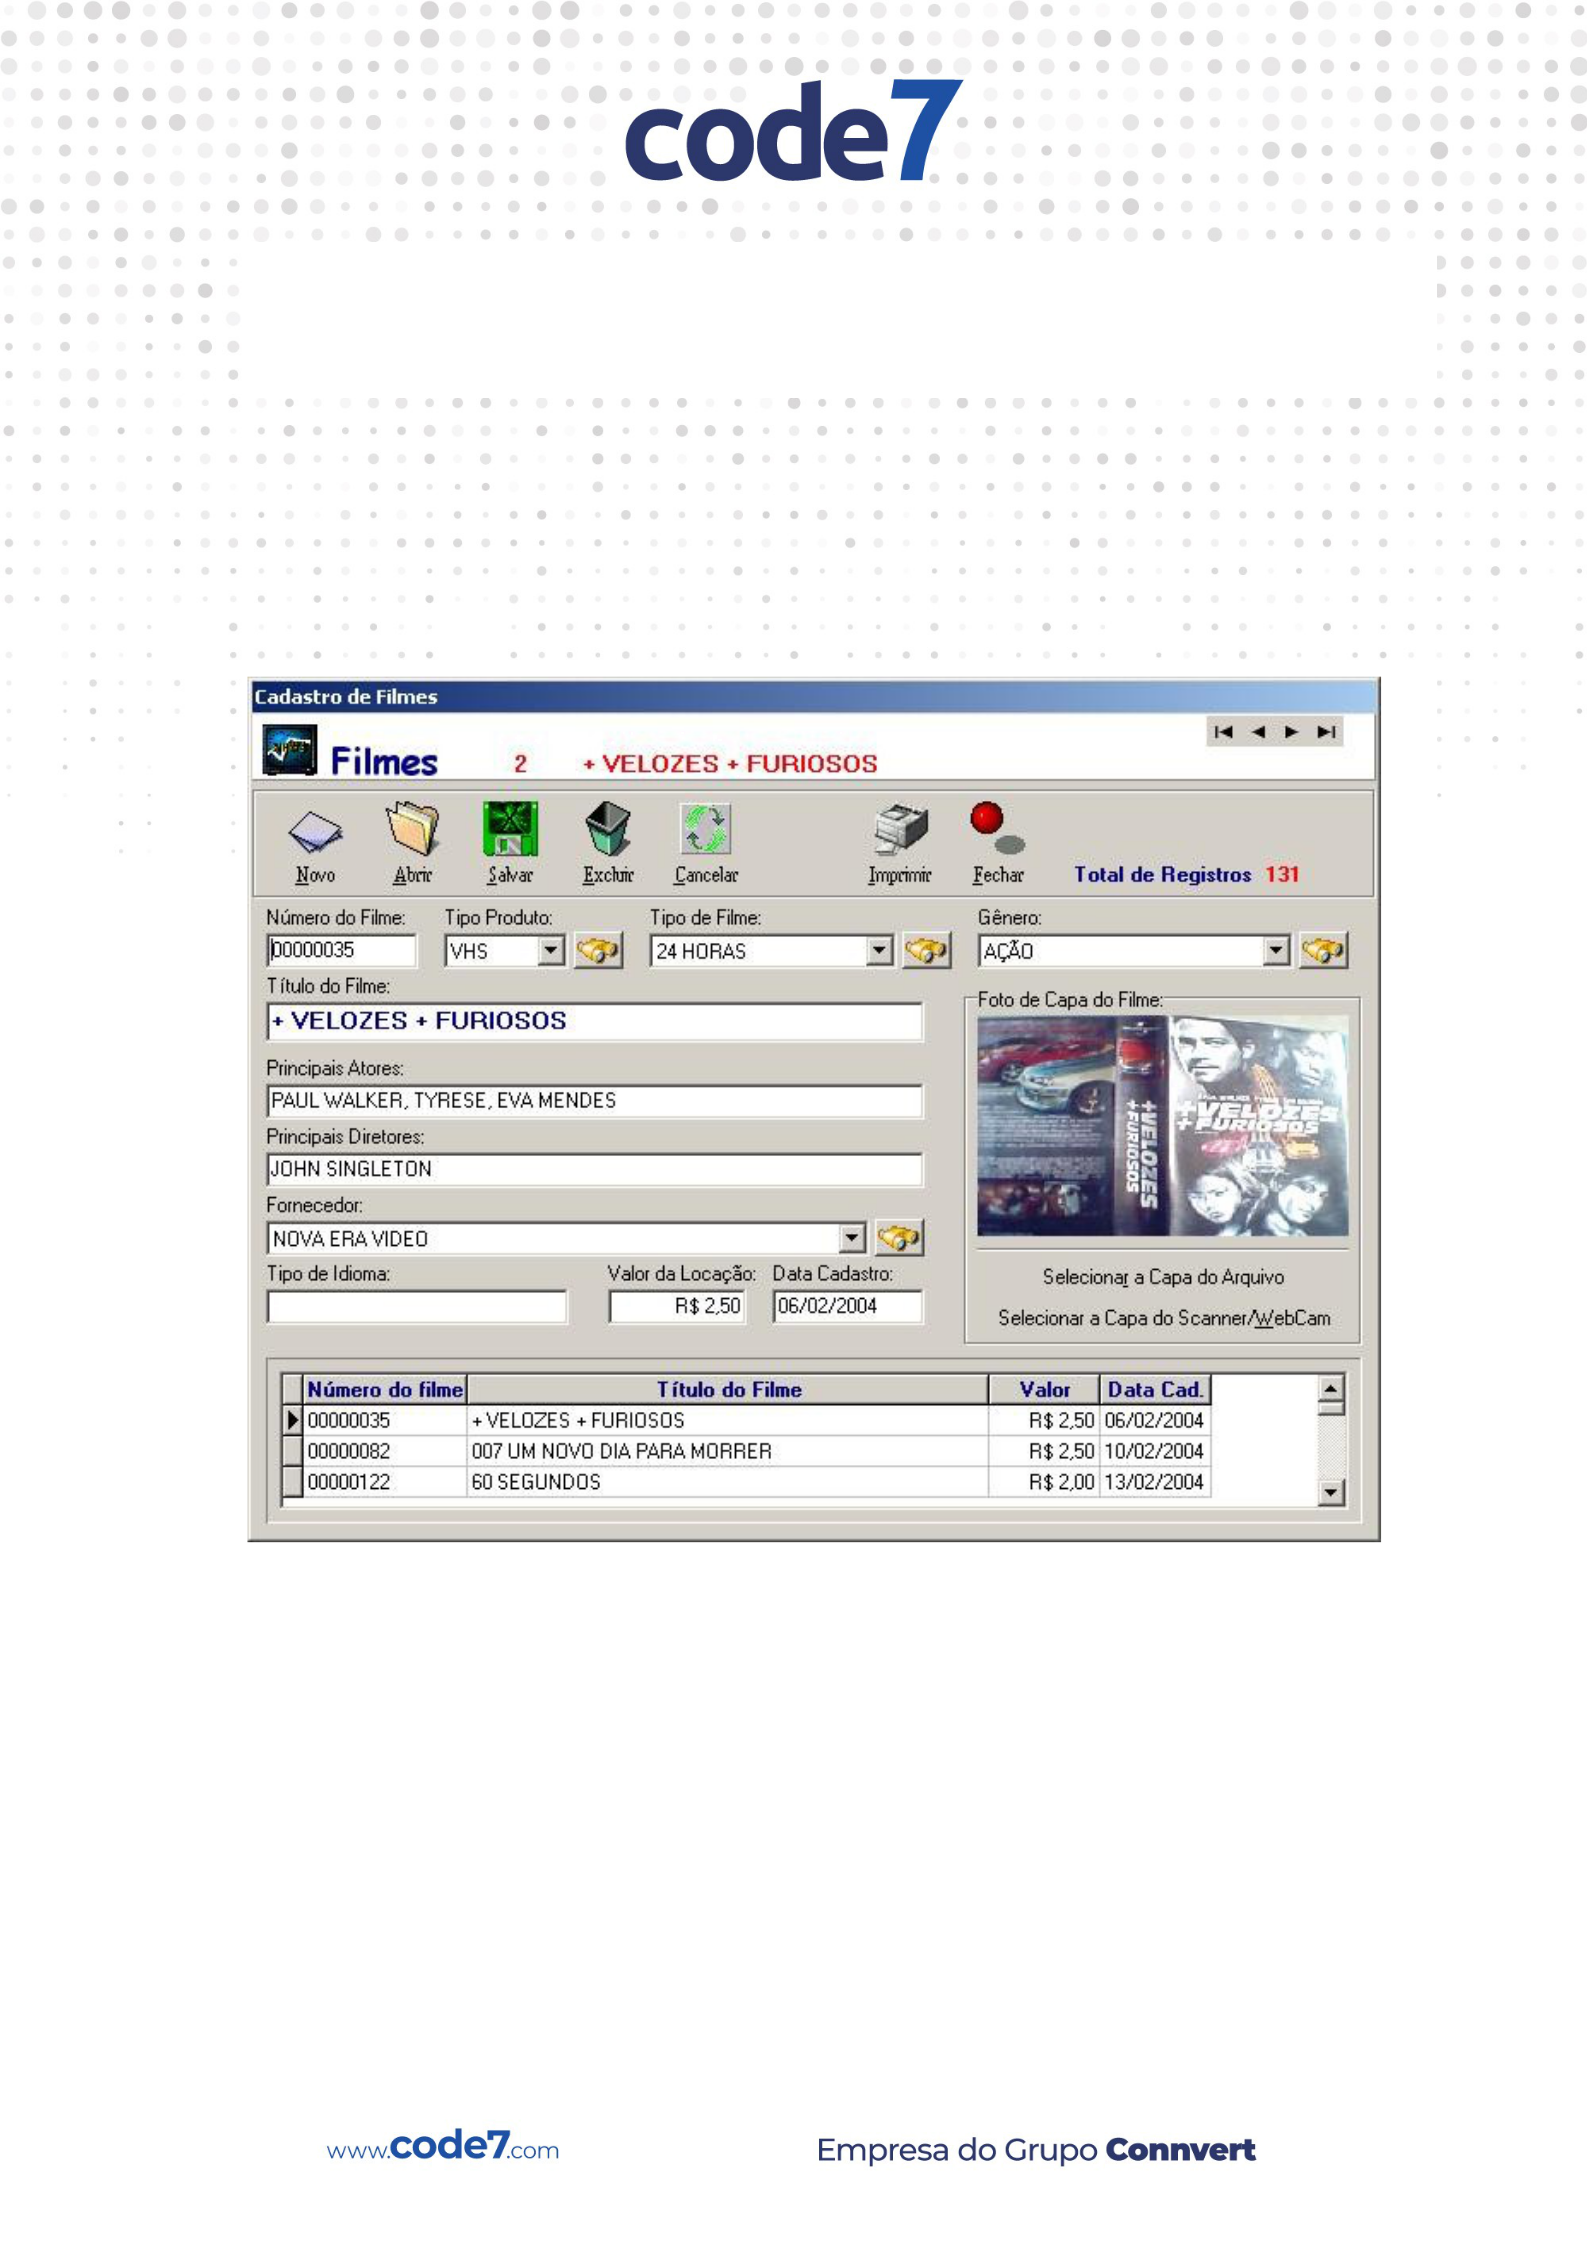 code7
Cadastro de Filmes
Filmes 2 + VELOZES + FURIOSOS
Novo Abrir Salvar Excluir Cancelar Imprimir Fechar Total de Registros 131
Número do Filme: Tipo Produto: Tipo de Filme: Gênero:
00000035 VHS 24 HORAS AÇÃO
Título do Filme:
+ VELOZES + FURIOSOS
Foto de Capa do Filme:
+VELOZES
+FURIOSOS
+VELOZES
+FURIOSOS
Principais Atores:
PAUL WALKER, TYRESE, EVA MENDES
Principais Diretores:
JOHN SINGLETON
Fornecedor:
NOVA ERA VIDEO
Tipo de Idioma: Valor da Locação: Data Cadastro:
R$ 2,50 06/02/2004
Selecionar a Capa do Arquivo
Selecionar a Capa do Scanner/WebCam
Número do filme Título do Filme Valor Data Cad.
00000035 + VELOZES + FURIOSOS R$ 2,50 06/02/2004
00000082 007 UM NOVO DIA PARA MORRER R$ 2,50 10/02/2004
00000122 60 SEGUNDOS R$ 2,00 13/02/2004
www.code7.com Empresa do Grupo Connvert